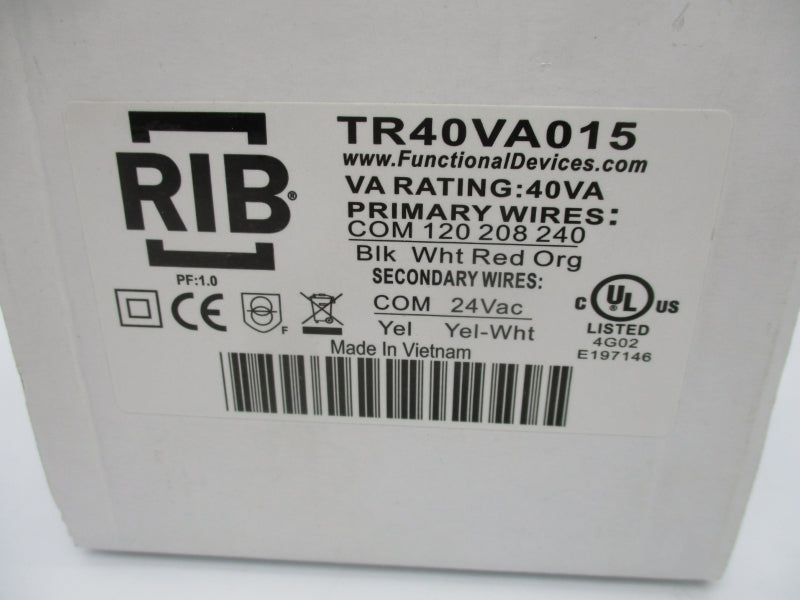 RIB®
TR40VA015
www.FunctionalDevices.com
VA RATING:40VA
PRIMARY WIRES:
COM 120 208 240
Blk Wht Red Org
SECONDARY WIRES:
COM 24Vac
Yel Yel-Wht
Made In Vietnam
PF:1.0
CE
F
C UL US
LISTED
4G02
E197146